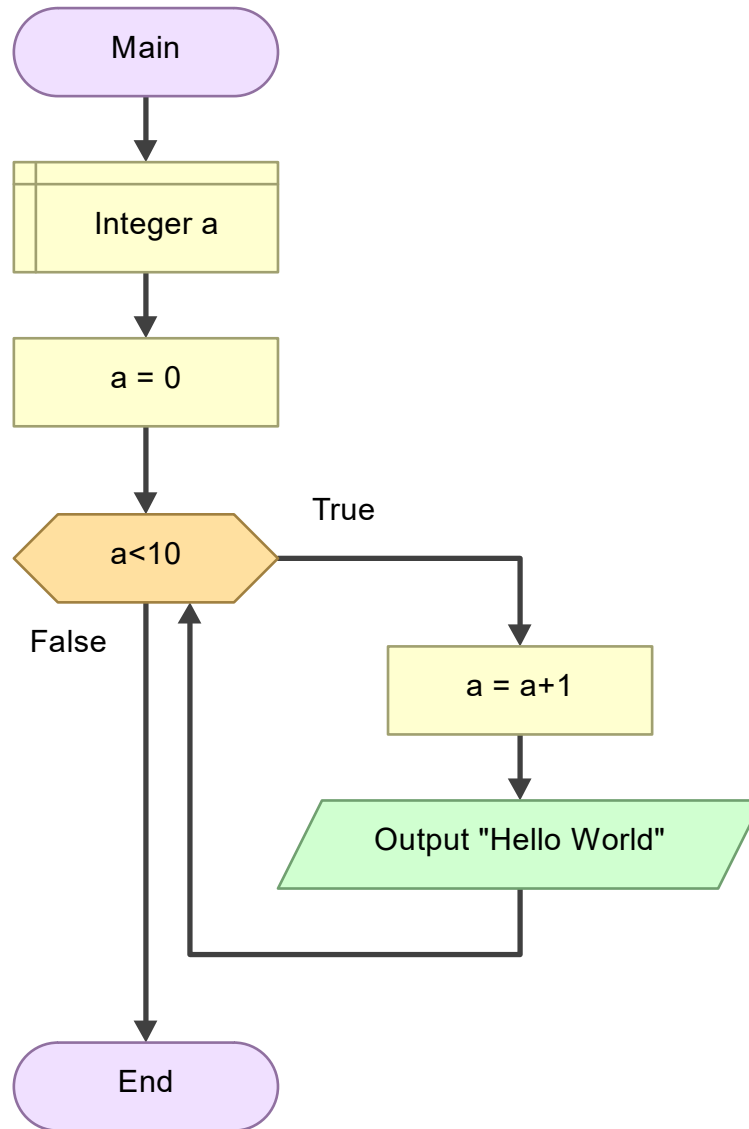 Main
Integer a
a = 0
a<10
True
False
a = a+1
Output "Hello World"
End